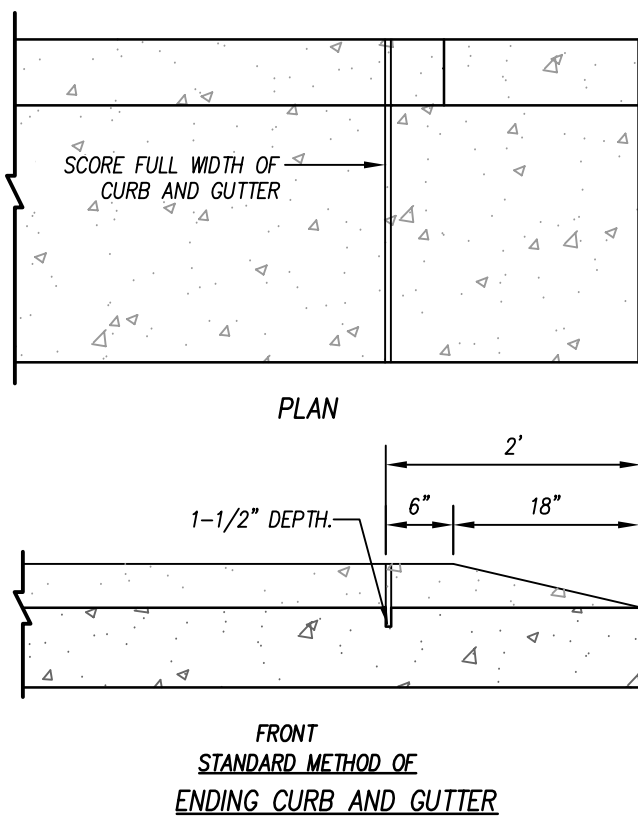 SCORE FULL WIDTH OF
CURB AND GUTTER
PLAN
2'
6"
18"
1-1/2" DEPTH.
FRONT
STANDARD METHOD OF
ENDING CURB AND GUTTER